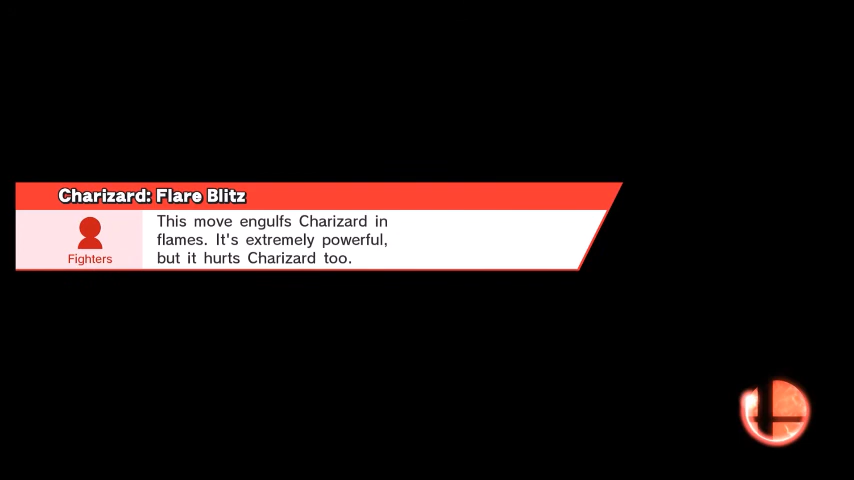 Charizard: Flare Blitz
Fighters
This move engulfs Charizard in
flames. It's extremely powerful,
but it hurts Charizard too.